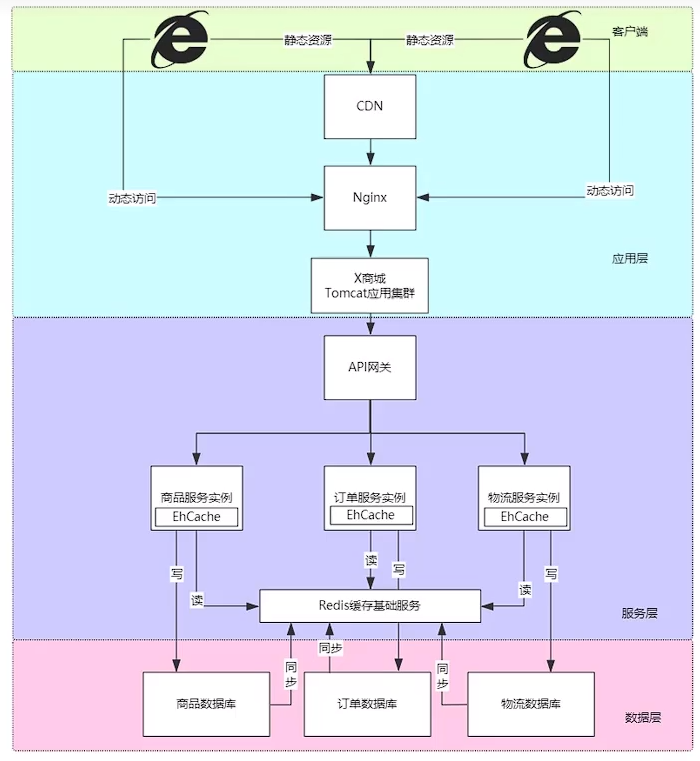 静态资源
静态资源
客户端
CDN
动态访问
Nginx
动态访问
应用层
X商城
Tomcat应用集群
API网关
商品服务实例
EhCache
订单服务实例
EhCache
物流服务实例
EhCache
写
读
读
写
读
写
Redis缓存基础服务
服务层
同步
同步
同步
商品数据库
订单数据库
物流数据库
数据层